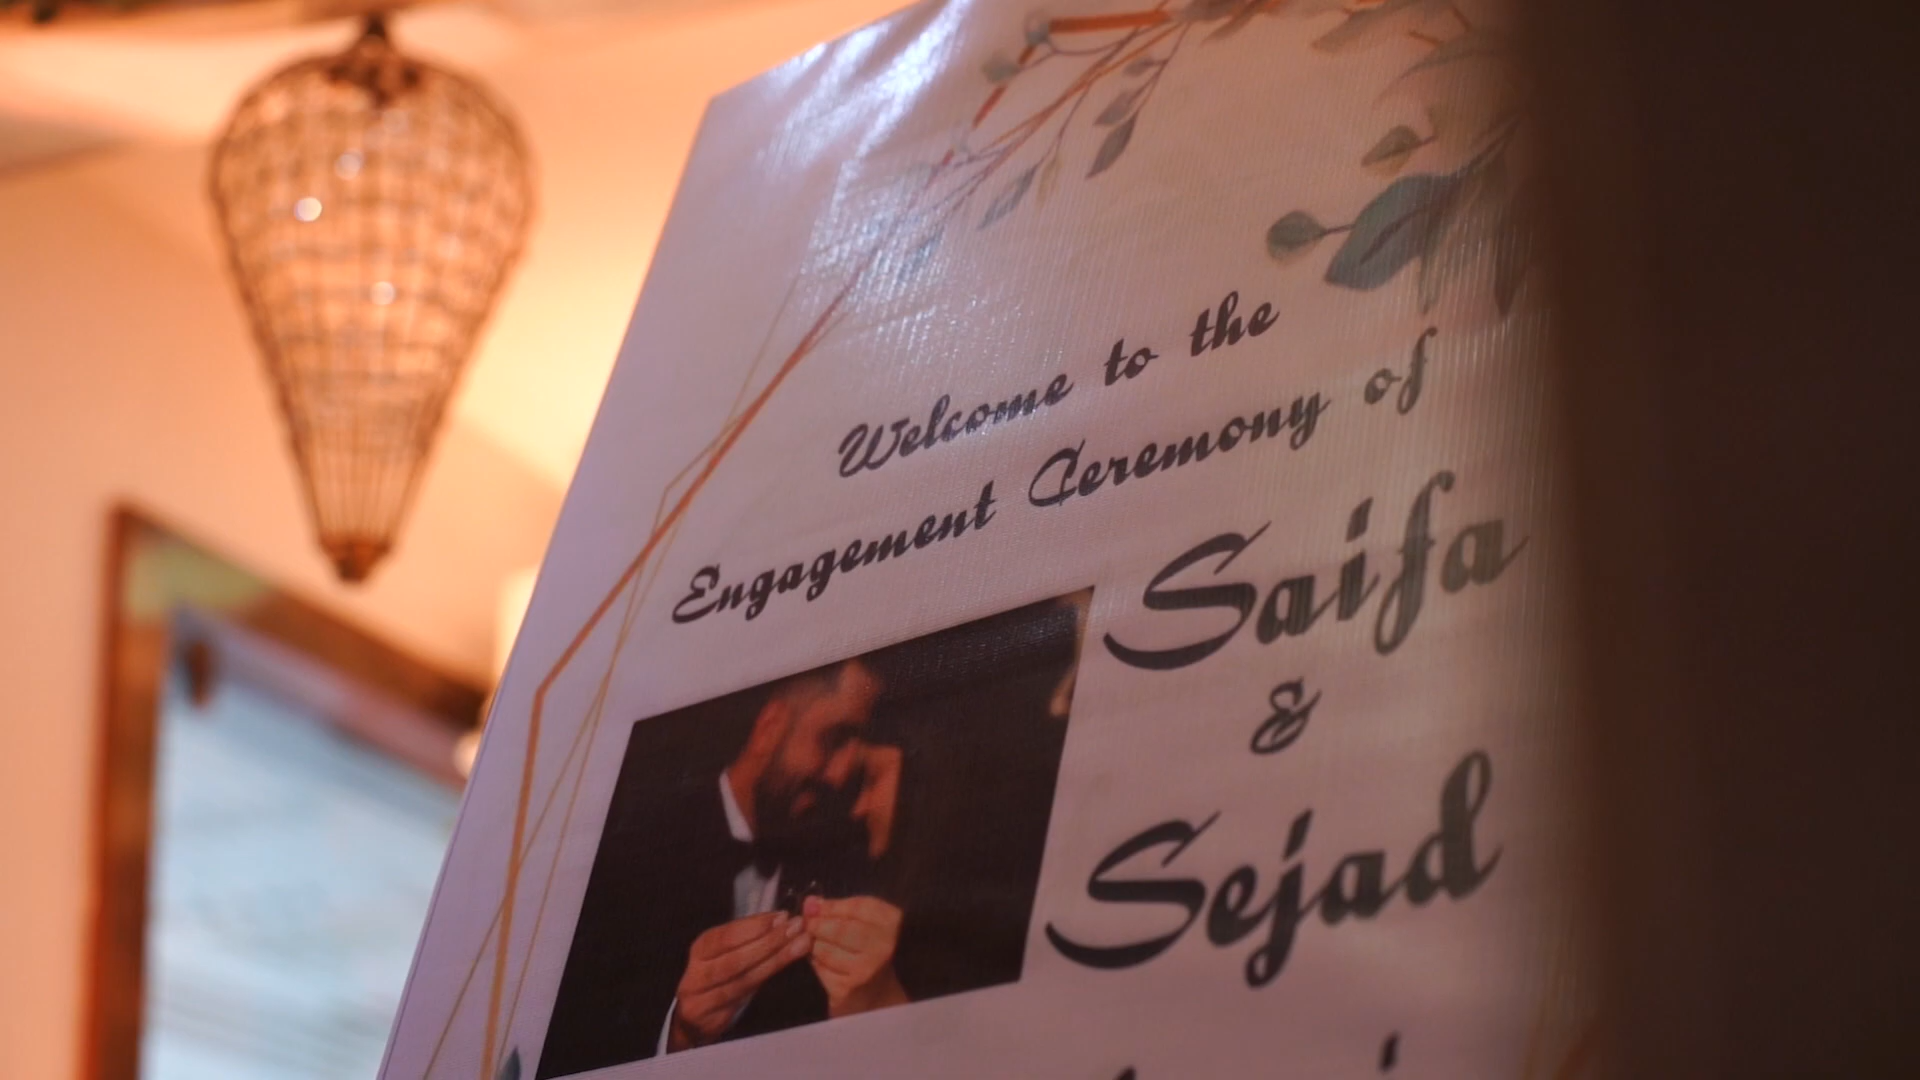 Welcome to the
Engagement Ceremony of
Saifa
&
Sejad